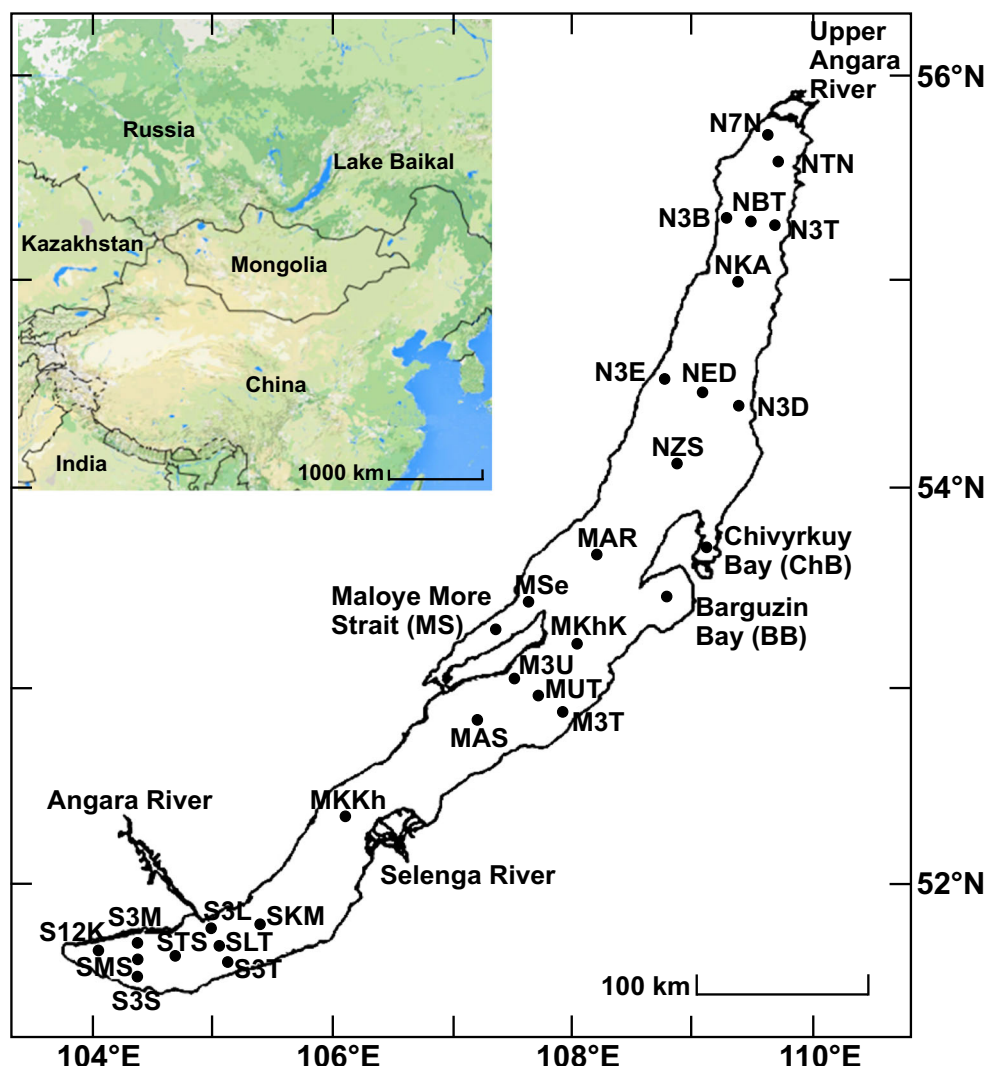 Upper
Angara
River
56°N
Russia
Lake Baikal
Kazakhstan
Mongolia
China
India
1000 km
N7N
NTN
NBT
N3B
N3T
NKA
N3E
NED
N3D
NZS
54°N
MAR
Chivyrkuy
Bay (ChB)
MSe
Maloye More
Strait (MS)
Barguzin
Bay (BB)
MKhK
M3U
MUT
M3T
MAS
MKKh
Angara River
Selenga River
52°N
S3L
SKM
S3M
S12K
STS
SLT
SMS
S3T
S3S
100 km
104°E
106°E
108°E
110°E